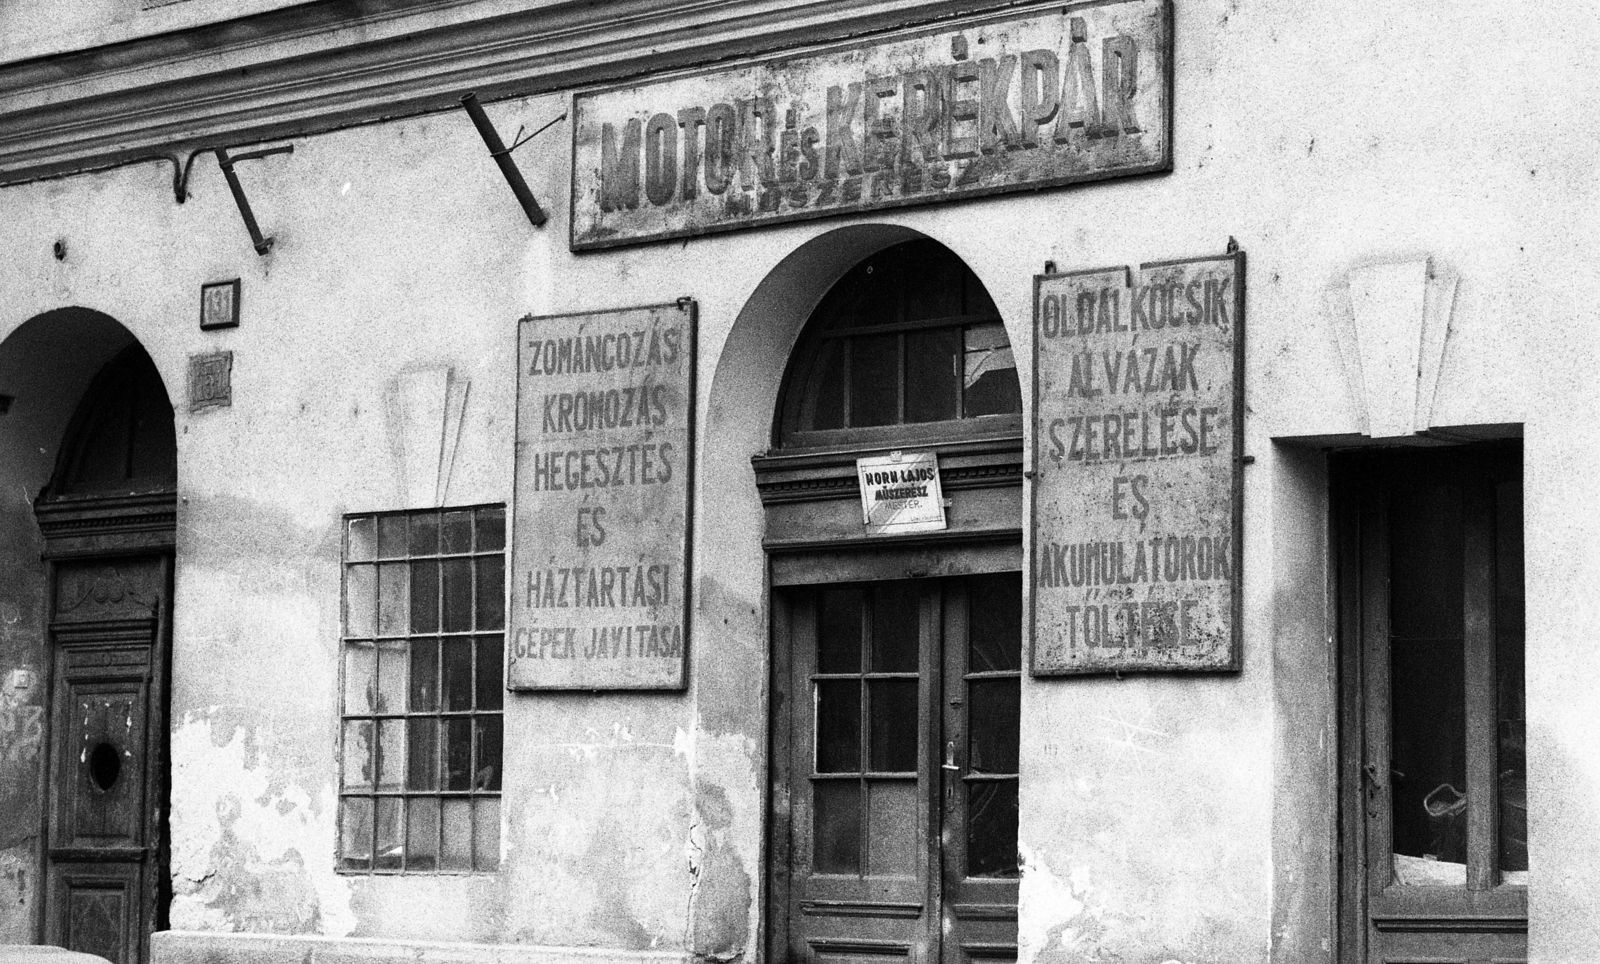 MOTOR ÉS KERÉKPÁR
MŰSZERÉSZ
131
131
ZOMÁNCOZÁS
KROMOZÁS
HEGESZTÉS
ÉS
HÁZTARTÁSI
GÉPEK JAVITÁSA
HORN LAJOS
MŰSZERÉSZ
MESTER.
OLDALKOCSIK
ALVÁZAK
SZERELÉSE
ÉS
AKUMULÁTOROK
TÖLTÉSE